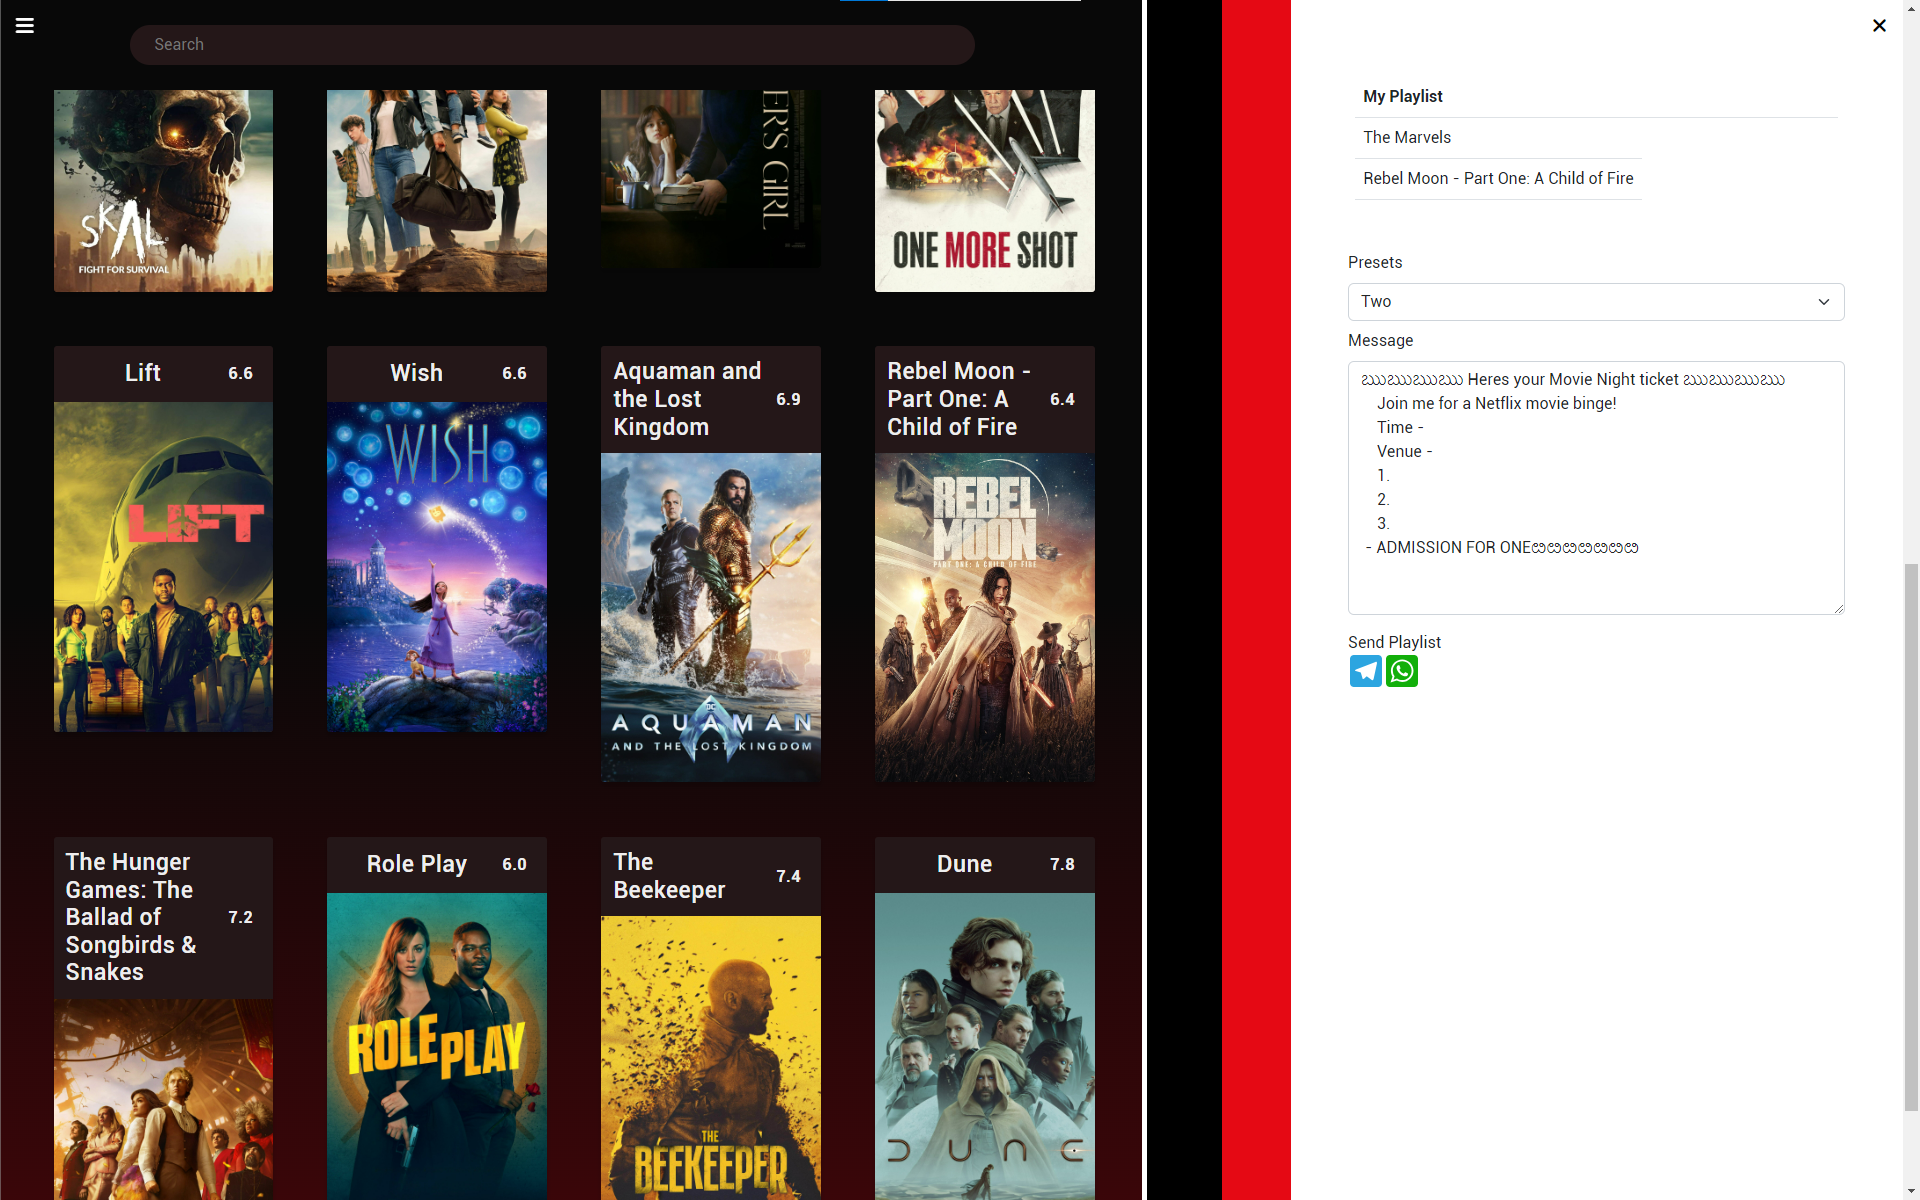 Search
SKAL
FIGHT FOR SURVIVAL
ER'S GIRL
ONE MORE SHOT
Lift 6.6
LIFT
Wish 6.6
WISH
Aquaman and
the Lost
Kingdom
6.9
DC
AQUAMAN
AND THE LOST KINGDOM
Rebel Moon -
Part One: A
Child of Fire
6.4
REBEL
MOON
PART ONE: A CHILD OF FIRE
The Hunger
Games: The
Ballad of
Songbirds &
Snakes
7.2
Role Play 6.0
ROLE PLAY
The
Beekeeper
7.4
THE
BEEKEEPER
Dune 7.8
DUNE
My Playlist
The Marvels
Rebel Moon - Part One: A Child of Fire
Presets
Two
Message
Heres your Movie Night ticket
Join me for a Netflix movie binge!
Time -
Venue -
1.
2.
3.
- ADMISSION FOR ONE
Send Playlist